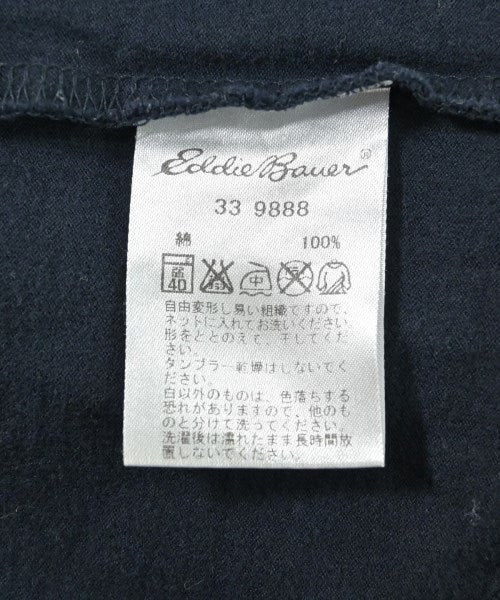 Eddie Bauer®
33 9888
綿 100%
40 中
自由変形し易い組織ですので、
ネットに入れてお洗いください。
形をととのえて、干してくださ
い。
タンブラー乾燥はしないでく
ださい。
白以外のものは、色落ちする
恐れがありますので、他のも
のと分けて洗ってください。
洗濯後は濡れたまま長時間放
置しないでください。